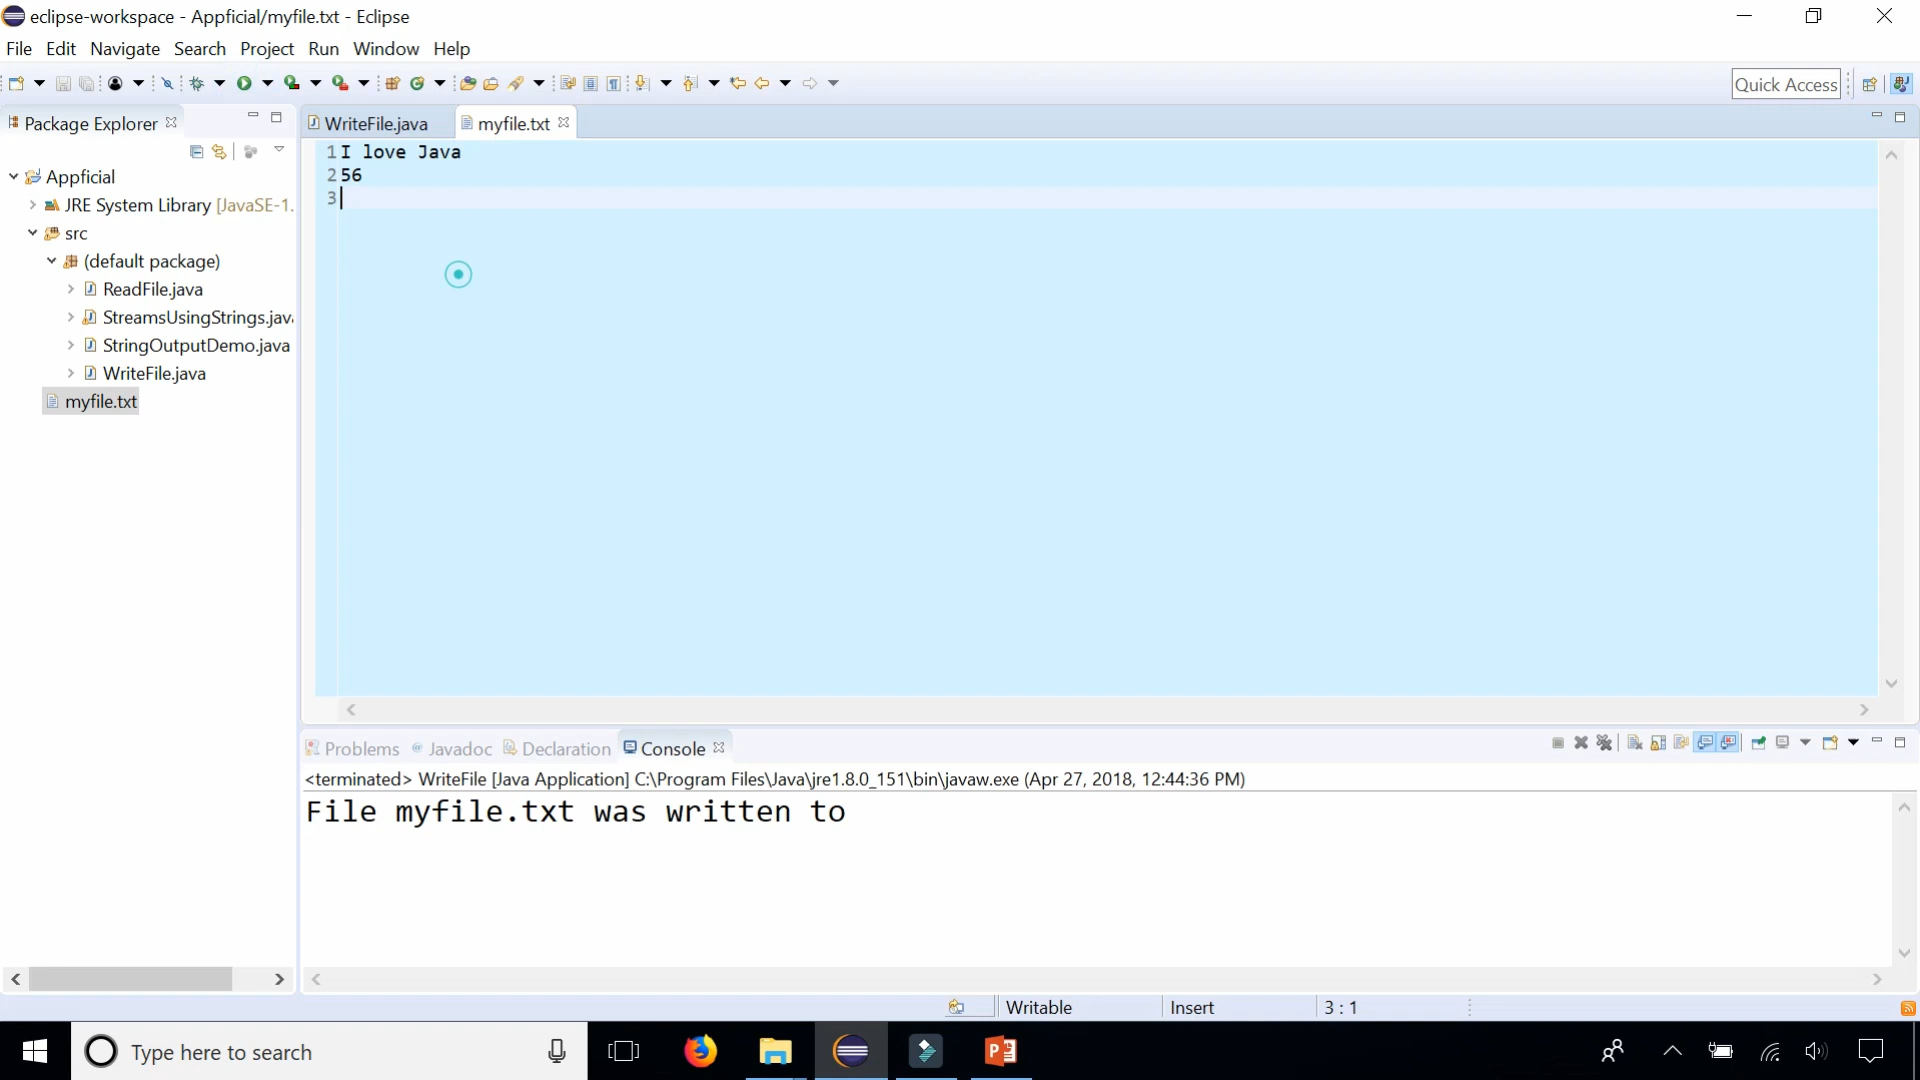 eclipse-workspace - Appficial/myfile.txt - Eclipse
File Edit Navigate Search Project Run Window Help
Quick Access
Package Explorer
WriteFile.java
myfile.txt
Appficial
JRE System Library [JavaSE-1.
src
(default package)
ReadFile.java
StreamsUsingStrings.java
StringOutputDemo.java
WriteFile.java
myfile.txt
1 I love Java
2 56
3
Problems Javadoc Declaration Console
<terminated> WriteFile [Java Application] C:\Program Files\Java\jre1.8.0_151\bin\javaw.exe (Apr 27, 2018, 12:44:36 PM)
File myfile.txt was written to
Writable Insert 3 : 1
Type here to search